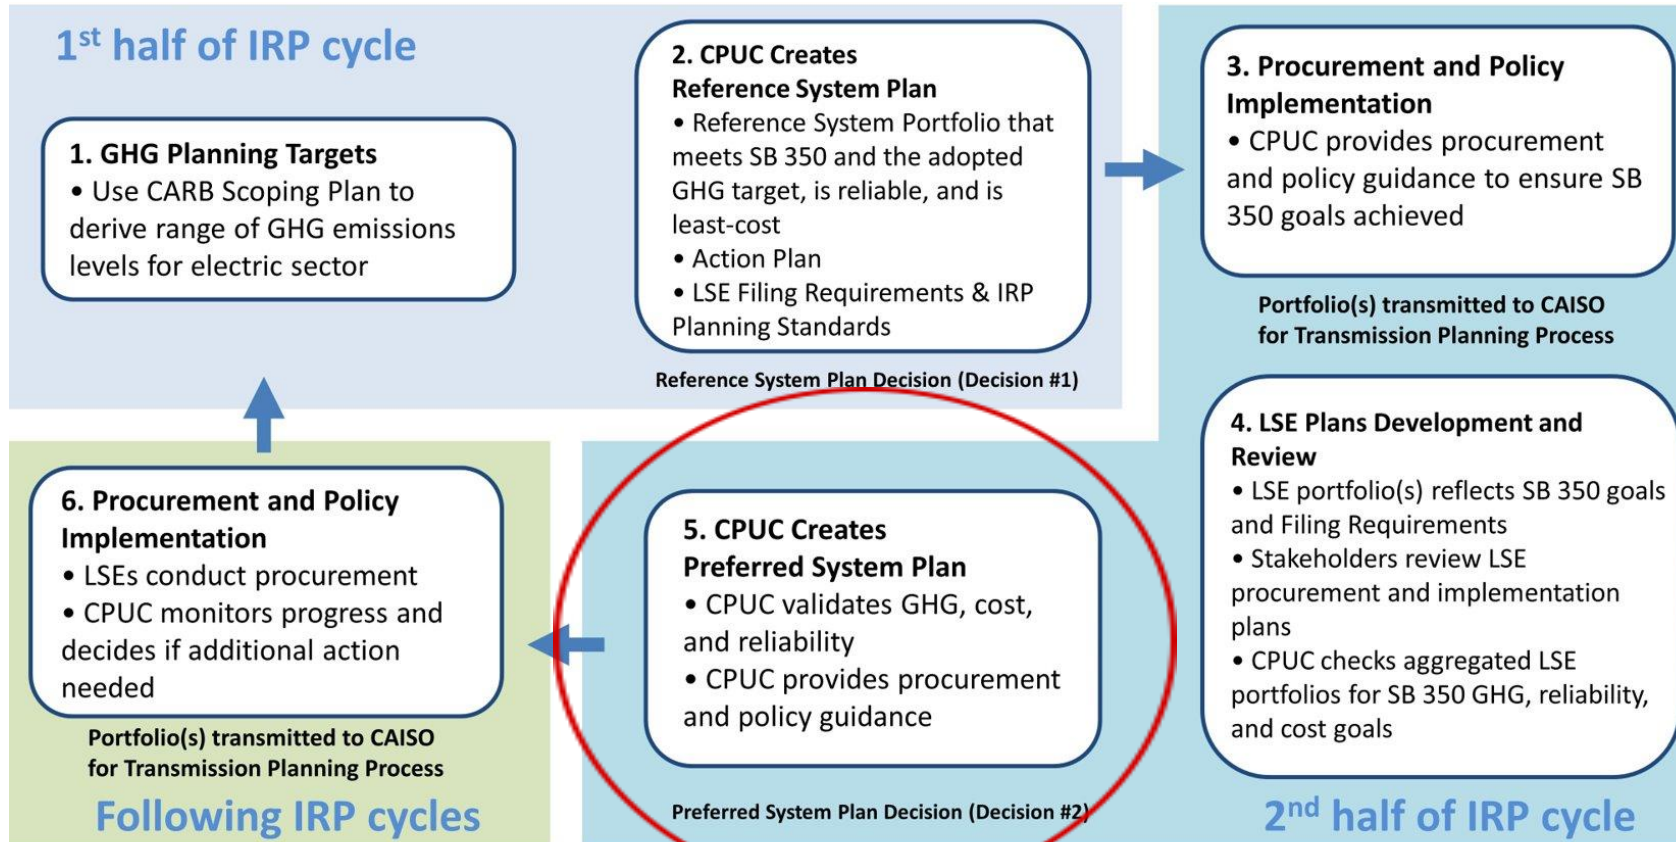 1st half of IRP cycle
1. GHG Planning Targets
• Use CARB Scoping Plan to
derive range of GHG emissions
levels for electric sector
2. CPUC Creates
Reference System Plan
• Reference System Portfolio that
meets SB 350 and the adopted
GHG target, is reliable, and is
least-cost
• Action Plan
• LSE Filing Requirements & IRP
Planning Standards
Reference System Plan Decision (Decision #1)
3. Procurement and Policy
Implementation
• CPUC provides procurement
and policy guidance to ensure SB
350 goals achieved
Portfolio(s) transmitted to CAISO
for Transmission Planning Process
4. LSE Plans Development and
Review
• LSE portfolio(s) reflects SB 350 goals
and Filing Requirements
• Stakeholders review LSE
procurement and implementation
plans
• CPUC checks aggregated LSE
portfolios for SB 350 GHG, reliability,
and cost goals
2nd half of IRP cycle
5. CPUC Creates
Preferred System Plan
• CPUC validates GHG, cost,
and reliability
• CPUC provides procurement
and policy guidance
Preferred System Plan Decision (Decision #2)
6. Procurement and Policy
Implementation
• LSEs conduct procurement
• CPUC monitors progress and
decides if additional action
needed
Portfolio(s) transmitted to CAISO
for Transmission Planning Process
Following IRP cycles